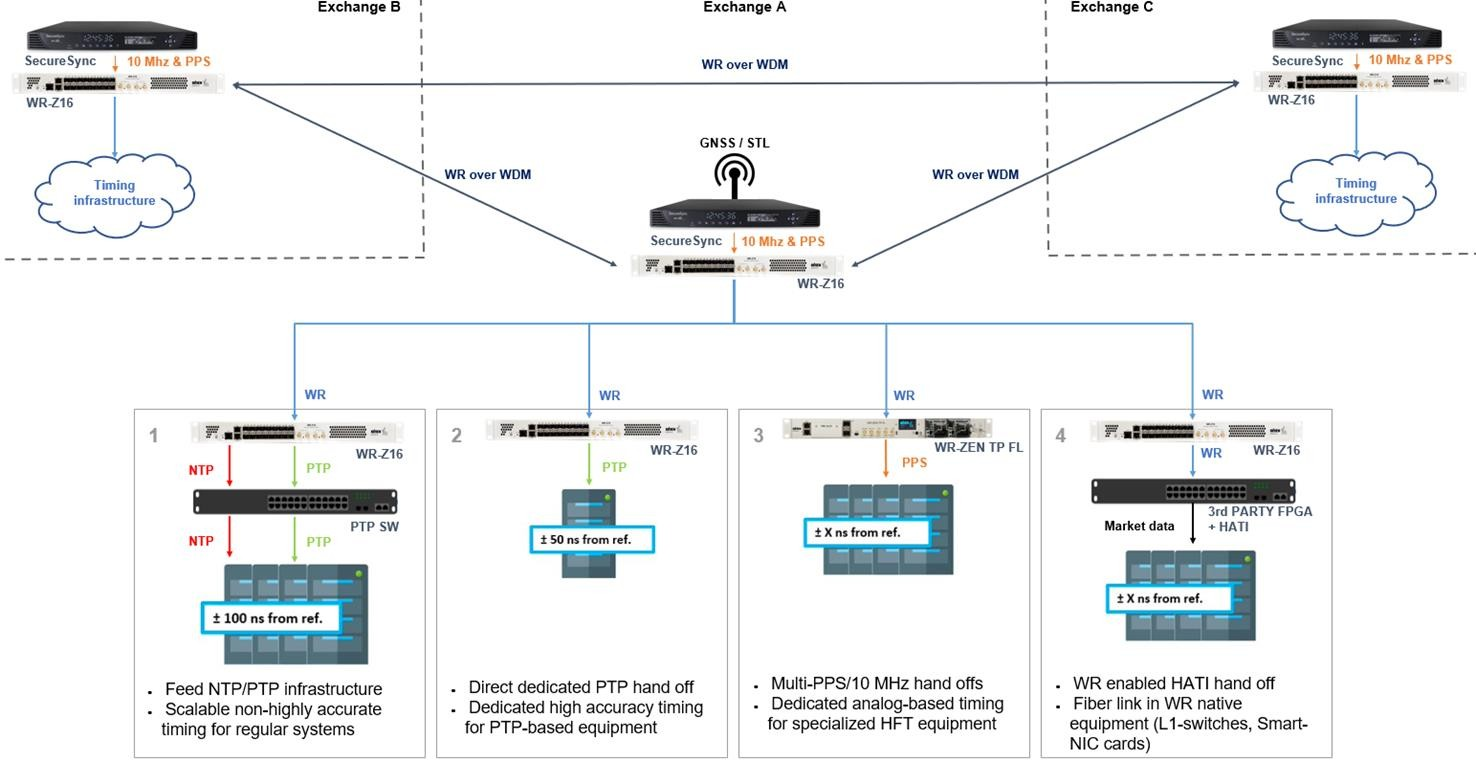 Exchange B
Exchange A
Exchange C
SecureSync
10 Mhz & PPS
WR-Z16
Timing
infrastructure
WR over WDM
SecureSync
10 Mhz & PPS
WR-Z16
Timing
infrastructure
GNSS / STL
WR over WDM
WR over WDM
12:45:36
SecureSync
10 Mhz & PPS
WR-Z16
WR
WR
WR
WR
1
WR-Z16
NTP
PTP
PTP SW
NTP
PTP
± 100 ns from ref.
• Feed NTP/PTP infrastructure
• Scalable non-highly accurate
timing for regular systems
2
WR-Z16
PTP
± 50 ns from ref.
• Direct dedicated PTP hand off
• Dedicated high accuracy timing
for PTP-based equipment
3
WR-ZEN TP FL
PPS
± X ns from ref.
• Multi-PPS/10 MHz hand offs
• Dedicated analog-based timing
for specialized HFT equipment
4
WR-Z16
WR
3rd PARTY FPGA
+ HATI
Market data
± X ns from ref.
• WR enabled HATI hand off
• Fiber link in WR native
equipment (L1-switches, Smart-
NIC cards)